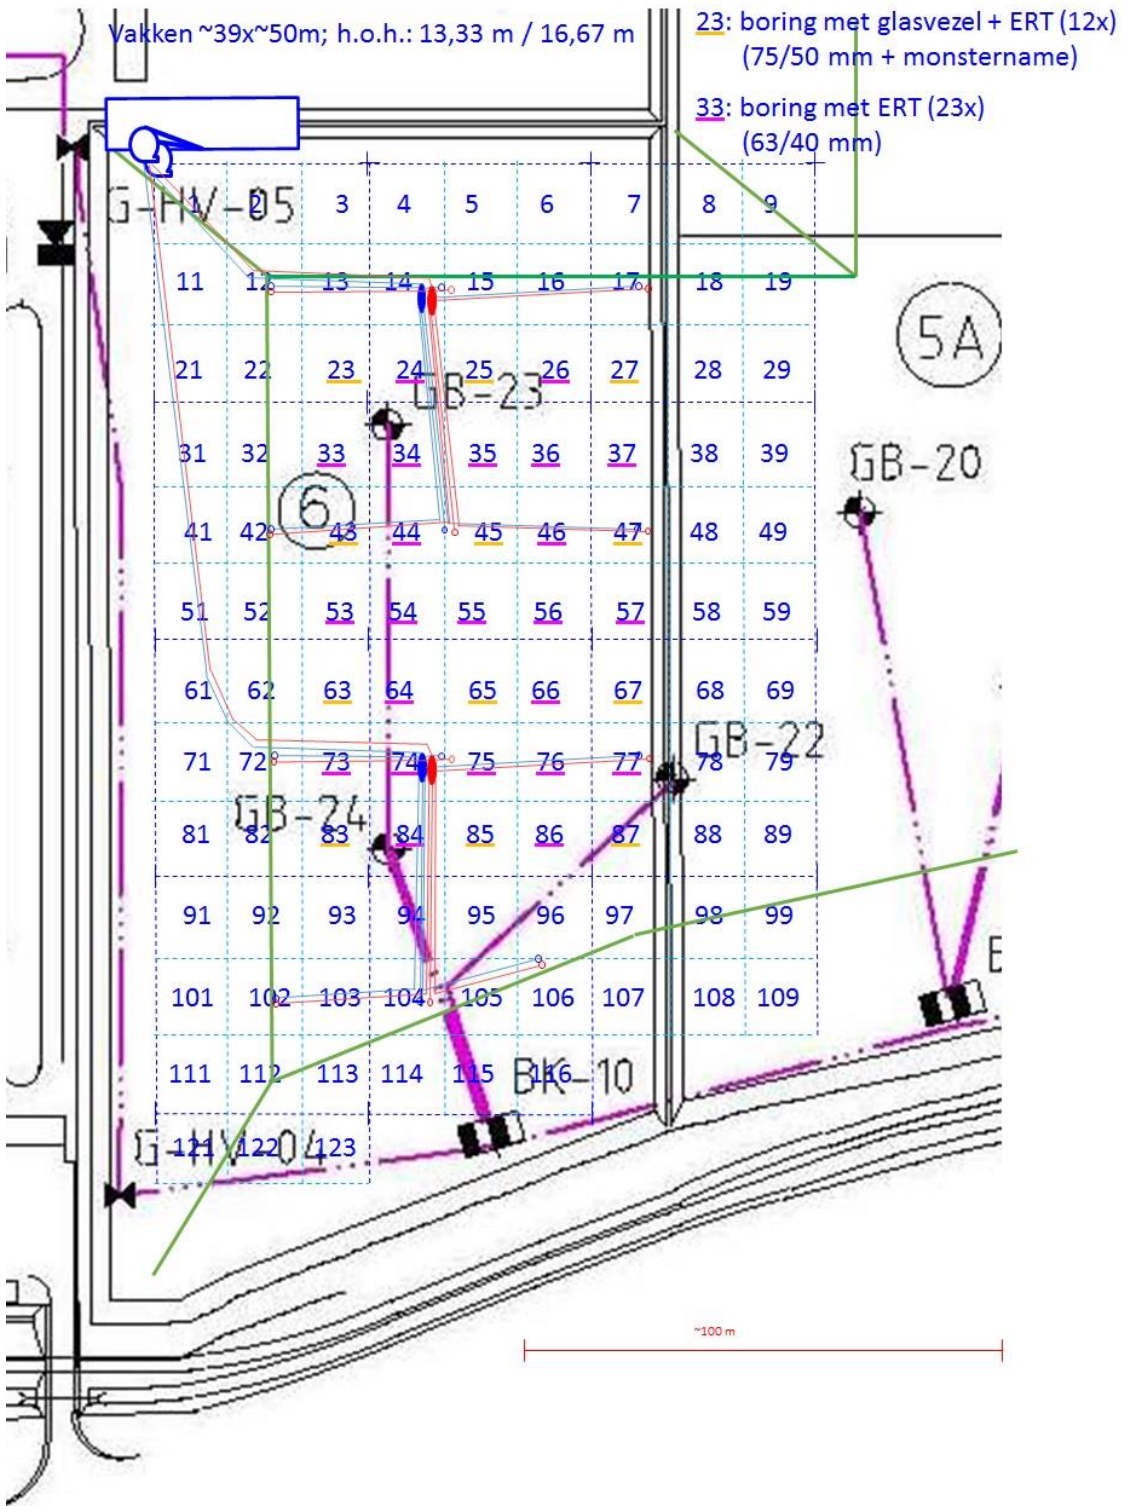 Vakken ~39x~50m; h.o.h.: 13,33 m / 16,67 m
23: boring met glasvezel + ERT (12x)
(75/50 mm + monstername)
33: boring met ERT (23x)
(63/40 mm)
1 2 3 4 5 6 7 8 9
G-HV-05
11 12 13 14 15 16 17 18 19
5A
21 22 23 24 25 26 27 28 29
GB-23
31 32 33 34 35 36 37 38 39
GB-20
6
41 42 43 44 45 46 47 48 49
51 52 53 54 55 56 57 58 59
61 62 63 64 65 66 67 68 69
GB-22
71 72 73 74 75 76 77 78 79
GB-24
81 82 83 84 85 86 87 88 89
91 92 93 94 95 96 97 98 99
B
101 102 103 104 105 106 107 108 109
111 112 113 114 115 116
BK-10
121 122 123
G-HV-04
~100 m